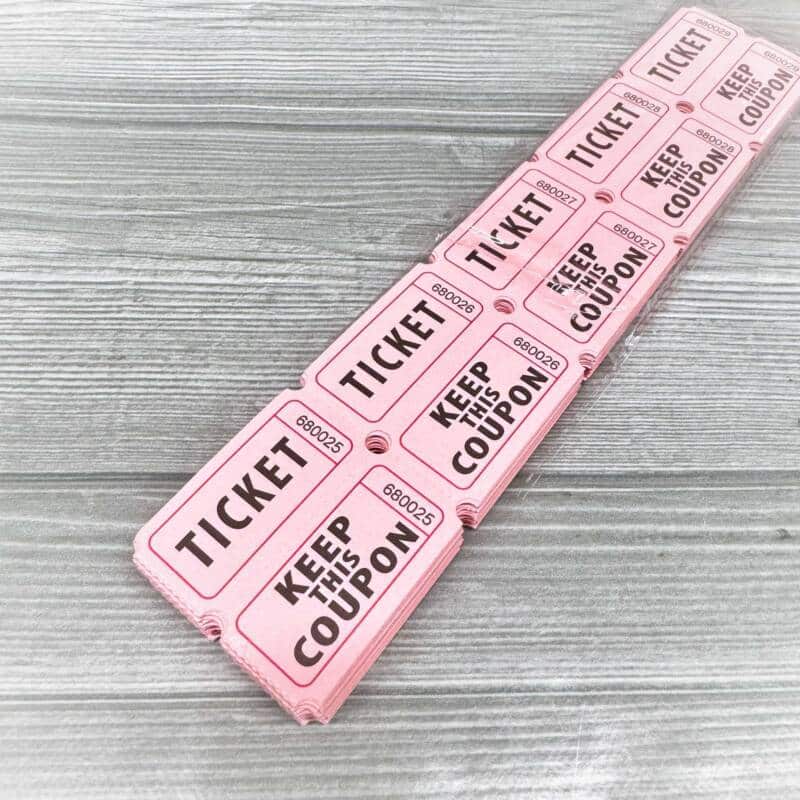 680029
TICKET
680029
KEEP
THIS
COUPON
680028
TICKET
680028
KEEP
THIS
COUPON
680027
TICKET
680027
KEEP
THIS
COUPON
680026
TICKET
680026
KEEP
THIS
COUPON
680025
TICKET
680025
KEEP
THIS
COUPON